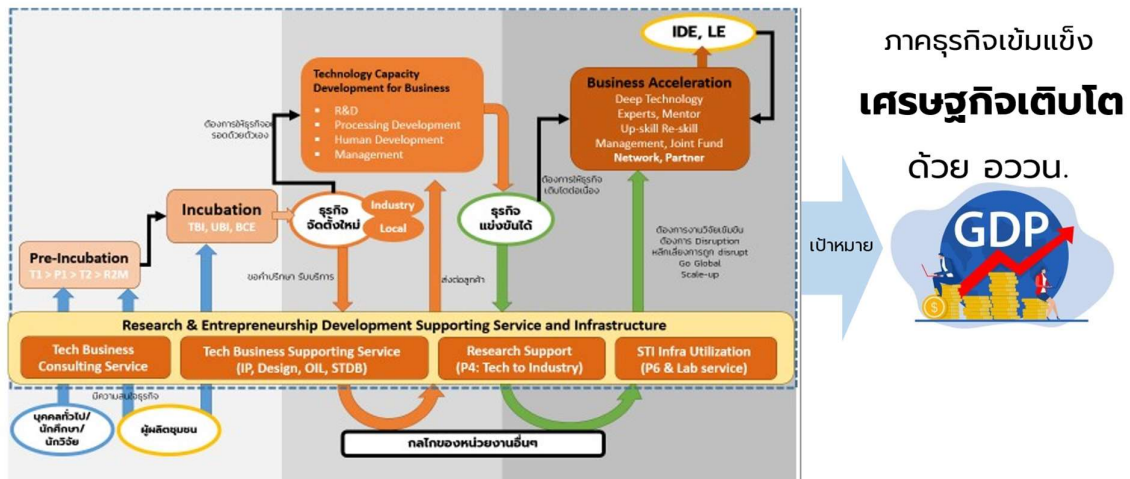 IDE, LE
Technology Capacity
Development for Business
▪ R&D
▪ Processing Development
▪ Human Development
▪ Management
Business Acceleration
Deep Technology
Experts, Mentor
Up-skill Re-skill
Management, Joint Fund
Network, Partner
ต้องการให้ธุรกิจอยู่
รอดด้วยตัวเอง
ต้องการให้ธุรกิจ
เติบโตต่อเนื่อง
Incubation
TBI, UBI, BCE
ธุรกิจ
จัดตั้งใหม่
Industry
Local
ธุรกิจ
แข่งขันได้
Pre-Incubation
T1 > P1 > T2 > R2M
ขอคำปรึกษา รับบริการ
ส่งต่อลูกค้า
ต้องการงานวิจัยเข้มข้น
ต้องการ Disruption
หลีกเลี่ยงการถูก disrupt
Go Global
Scale-up
Research & Entrepreneurship Development Supporting Service and Infrastructure
Tech Business
Consulting Service
Tech Business Supporting Service
(IP, Design, OIL, STDB)
Research Support
(P4: Tech to Industry)
STI Infra Utilization
(P6 & Lab service)
มีความสนใจธุรกิจ
บุคคลทั่วไป/
นักศึกษา/
นักวิจัย
ผู้ผลิตชุมชน
กลไกของหน่วยงานอื่นๆ
เป้าหมาย
ภาคธุรกิจเข้มแข็ง
เศรษฐกิจเติบโต
ด้วย อววน.
GDP
$